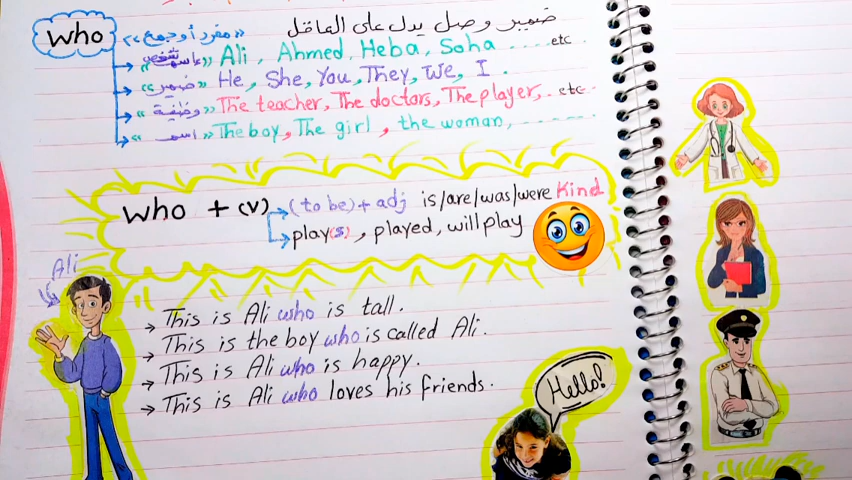 who «مفرد أو جمع» ضمير وصل يدل على العاقل
«اسم شخص» Ali, Ahmed, Heba, Soha .....etc
«ضمير» He, She, You, They, We, I.
«وظيفة» The teacher, The doctors, The player, .. etc..
«اسم» The boy, The girl, the woman, -------
who + (v) (to be) + adj is/are/was/were Kind
play(s), played, will play
Ali
This is Ali who is tall.
This is the boy who is called Ali.
This is Ali who is happy.
This is Ali who loves his friends.
Hello!